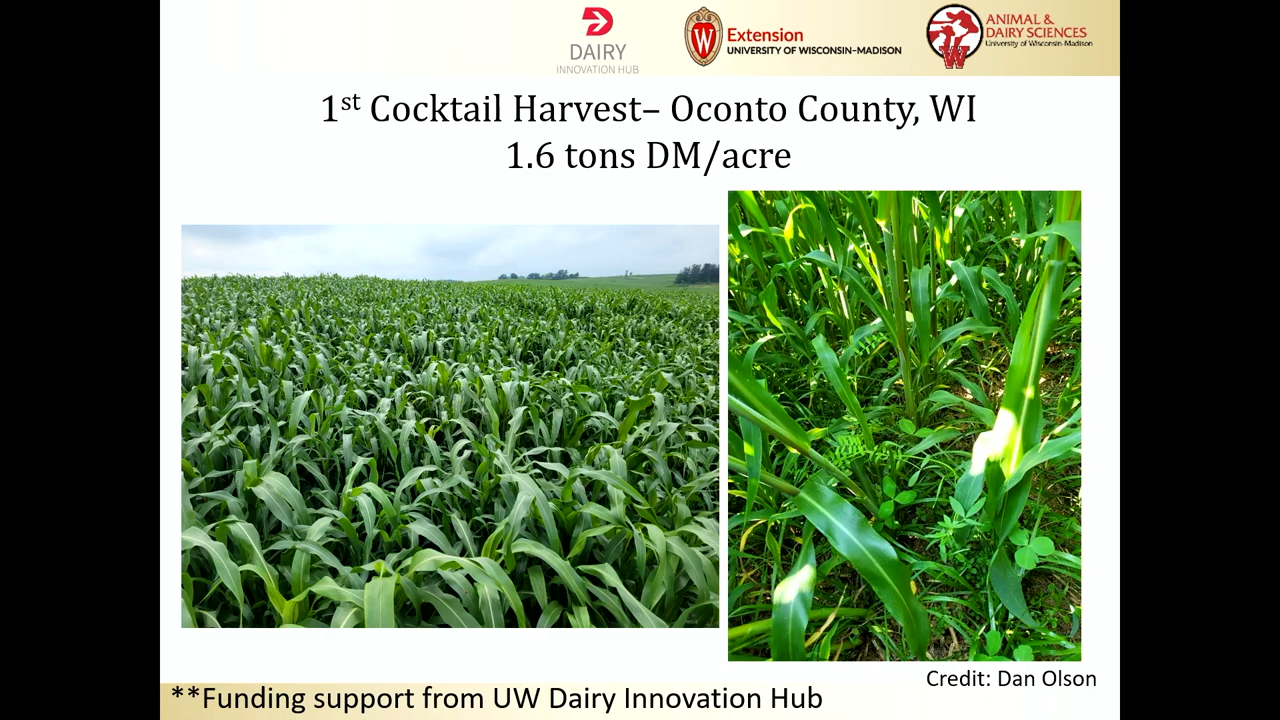 DAIRY
INNOVATION HUB
W
Extension
UNIVERSITY OF WISCONSIN–MADISON
W
ANIMAL &
DAIRY SCIENCES
University of Wisconsin-Madison
1st Cocktail Harvest– Oconto County, WI
1.6 tons DM/acre
Credit: Dan Olson
**Funding support from UW Dairy Innovation Hub